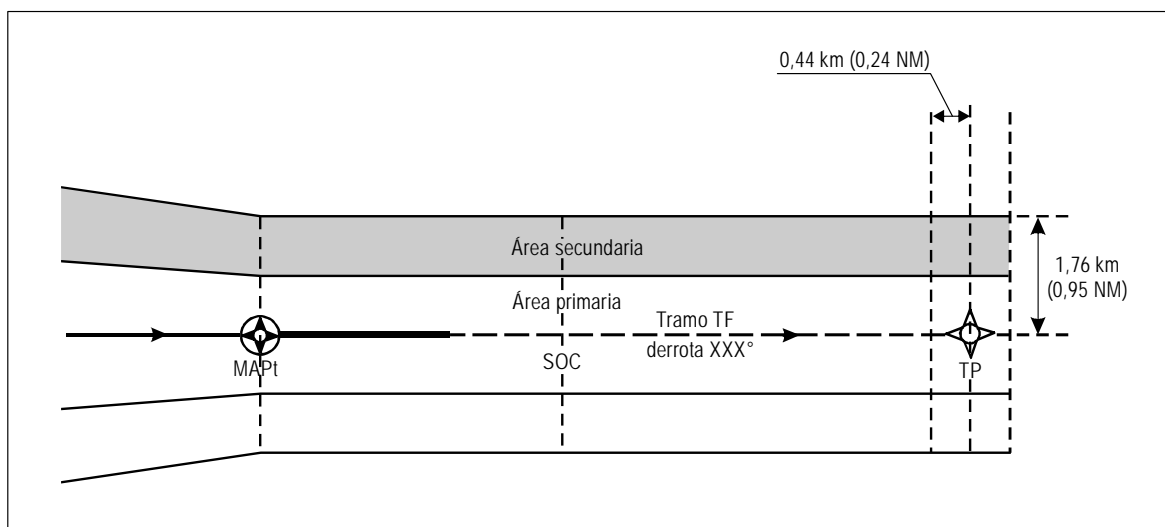 0,44 km (0,24 NM)
Área secundaria
Área primaria
1,76 km
(0,95 NM)
Tramo TF
derrota XXX°
MAPt
SOC
TP